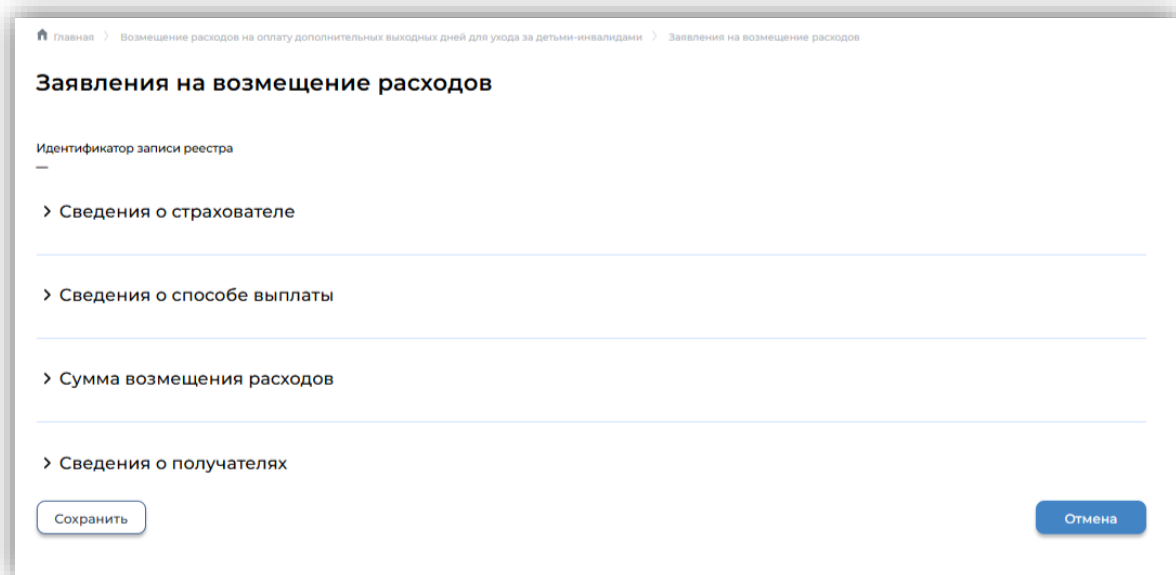 Главная > Возмещение расходов на оплату дополнительных выходных дней для ухода за детьми-инвалидами > Заявления на возмещение расходов
Заявления на возмещение расходов
Идентификатор записи реестра
—
Сведения о страхователе
Сведения о способе выплаты
Сумма возмещения расходов
Сведения о получателях
Сохранить
Отмена